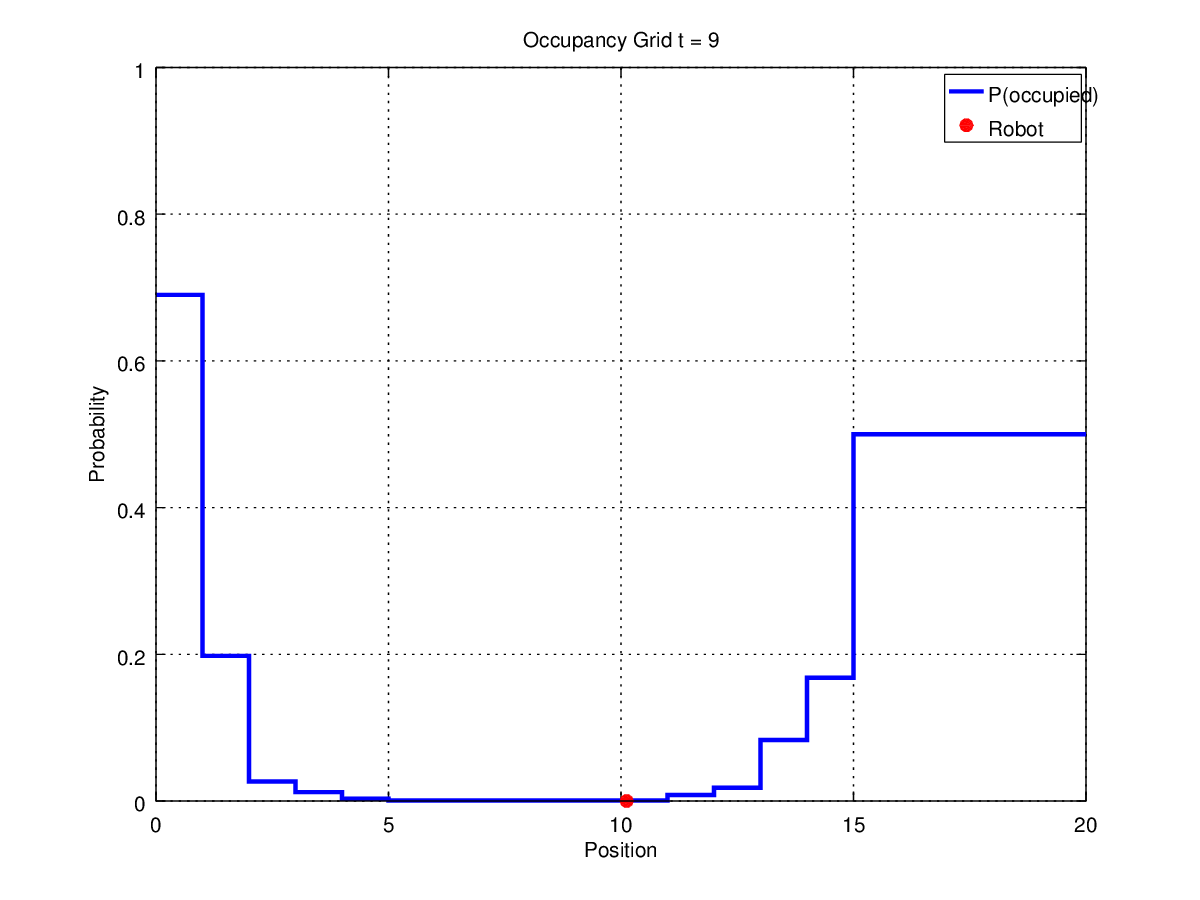 Occupancy Grid t = 9
P(occupied)
Robot
1
0.8
0.6
0.4
0.2
0
Probability
0 5 10 15 20
Position